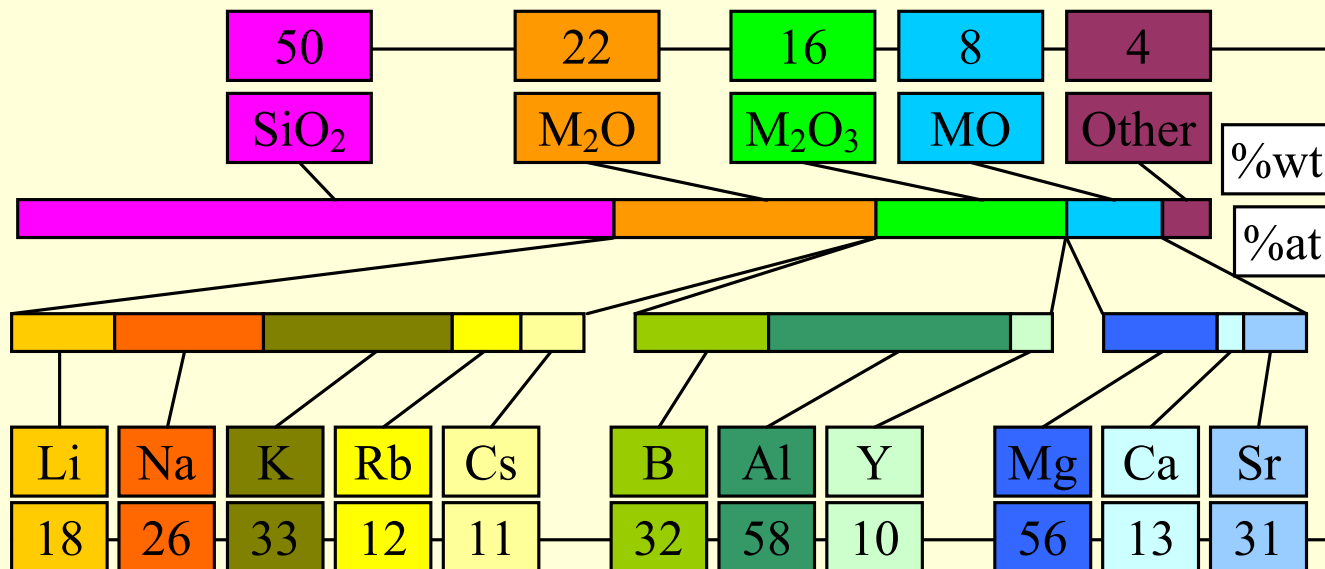 50 22 16 8 4
SiO₂ M₂O M₂O₃ MO Other
%wt
%at
Li Na K Rb Cs B Al Y Mg Ca Sr
18 26 33 12 11 32 58 10 56 13 31